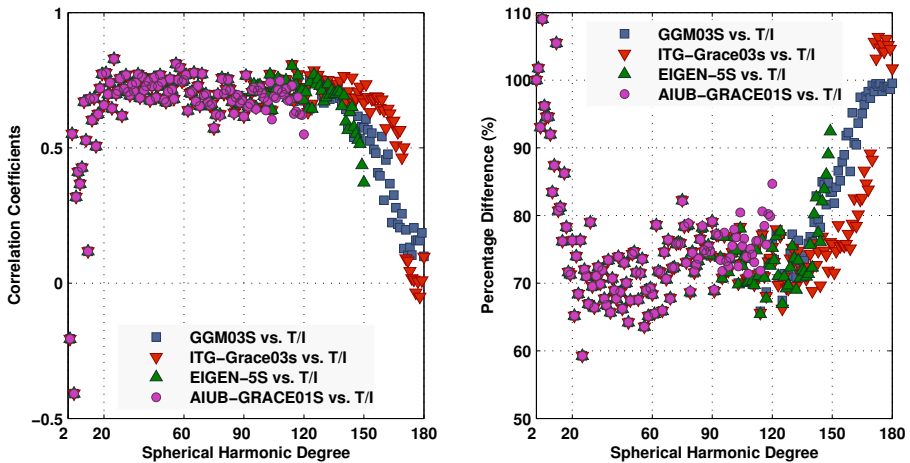 1
0.5
0
−0.5
Correlation Coefficients
GGM03S vs. T/I
ITG−Grace03s vs. T/I
EIGEN−5S vs. T/I
AIUB−GRACE01S vs. T/I
2 20 60 90 120 150 180
Spherical Harmonic Degree
110
100
90
80
70
60
50
Percentage Difference (%)
GGM03S vs. T/I
ITG−Grace03s vs. T/I
EIGEN−5S vs. T/I
AIUB−GRACE01S vs. T/I
2 20 60 90 120 150 180
Spherical Harmonic Degree